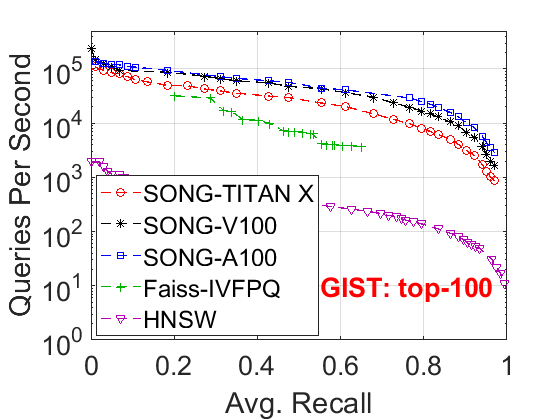 10^5
10^4
10^3
10^2
10^1
10^0
Queries Per Second
SONG-TITAN X
SONG-V100
SONG-A100
Faiss-IVFPQ
HNSW
GIST: top-100
0 0.2 0.4 0.6 0.8 1
Avg. Recall